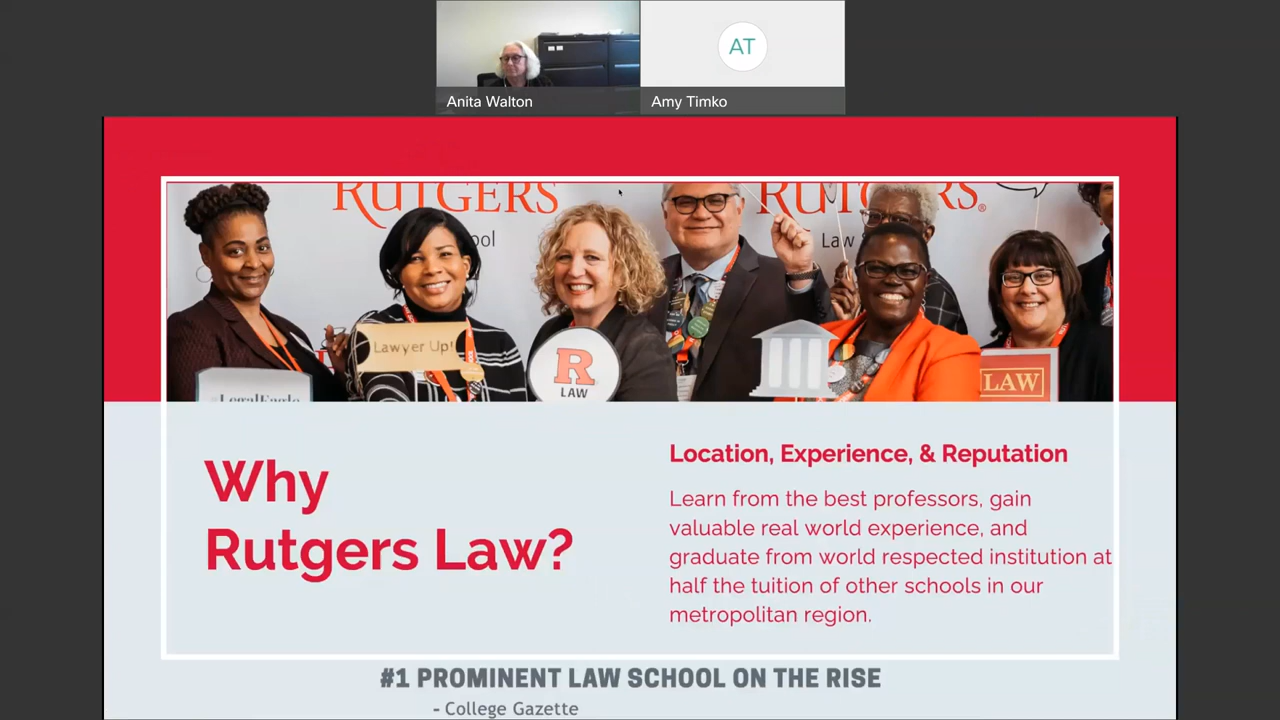 AT
Anita Walton
Amy Timko
RUTGERS
RUTGERS®
ool
Law
Lawyer Up!
R
LAW
LAW
#LegalEagle
Why
Rutgers Law?
Location, Experience, & Reputation
Learn from the best professors, gain
valuable real world experience, and
graduate from world respected institution at
half the tuition of other schools in our
metropolitan region.
#1 PROMINENT LAW SCHOOL ON THE RISE
- College Gazette